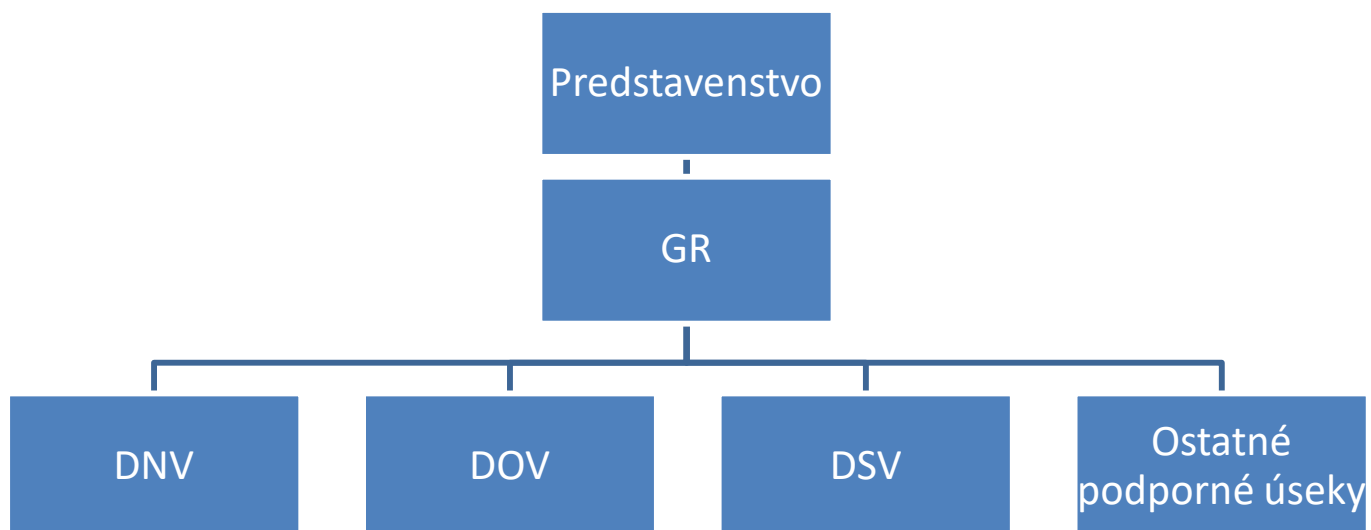 Predstavenstvo
GR
DNV
DOV
DSV
Ostatné
podporné úseky